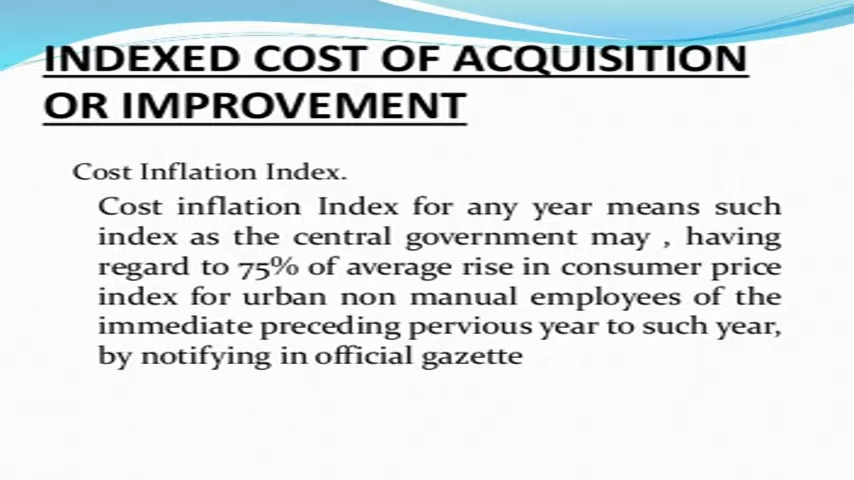 INDEXED COST OF ACQUISITION
OR IMPROVEMENT
Cost Inflation Index.
Cost inflation Index for any year means such
index as the central government may , having
regard to 75% of average rise in consumer price
index for urban non manual employees of the
immediate preceding pervious year to such year,
by notifying in official gazette